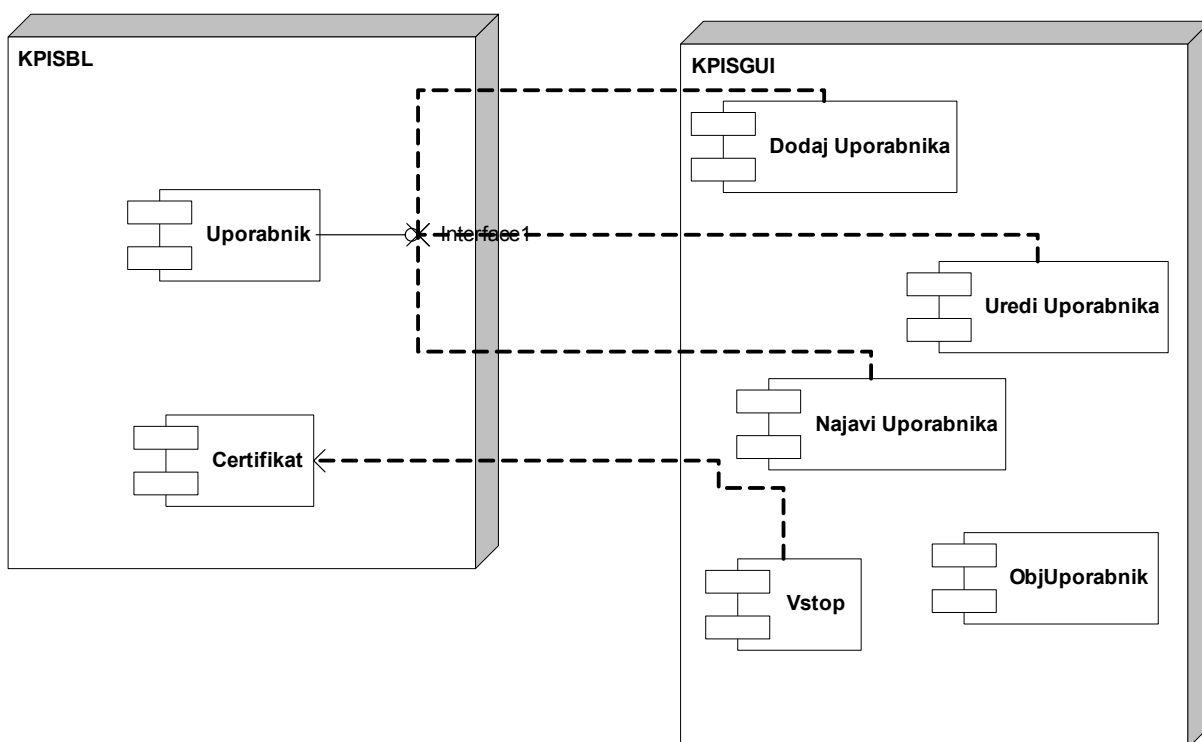 KPISBL
Uporabnik
Interface1
Certifikat
KPISGUI
Dodaj Uporabnika
Uredi Uporabnika
Najavi Uporabnika
Vstop
ObjUporabnik